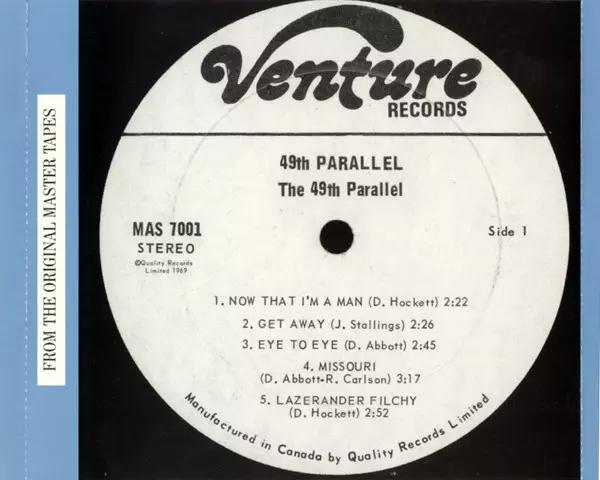 FROM THE ORIGINAL MASTER TAPES
Venture
RECORDS
49th PARALLEL
The 49th Parallel
MAS 7001
STEREO
©Quality Records
Limited 1969
Side 1
1. NOW THAT I'M A MAN (D. Hockett) 2:22
2. GET AWAY (J. Stallings) 2:26
3. EYE TO EYE (D. Abbott) 2:45
4. MISSOURI
(D. Abbott-R. Carlson) 3:17
5. LAZERANDER FILCHY
(D. Hockett) 2:52
Manufactured in Canada by Quality Records Limited